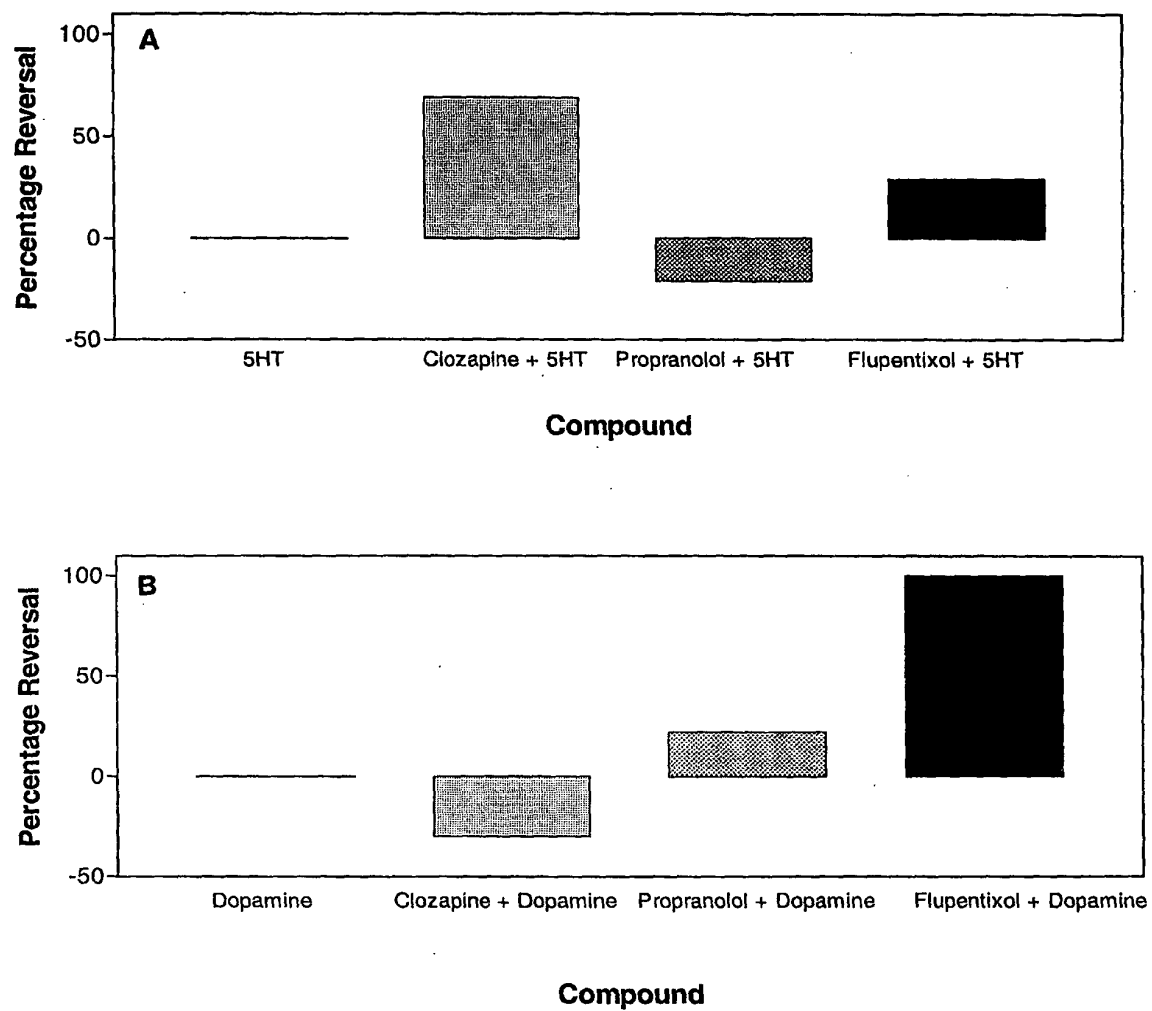 A
Percentage Reversal
100
50
0
-50
5HT Clozapine + 5HT Propranolol + 5HT Flupentixol + 5HT
Compound
B
Percentage Reversal
100
50
0
-50
Dopamine Clozapine + Dopamine Propranolol + Dopamine Flupentixol + Dopamine
Compound